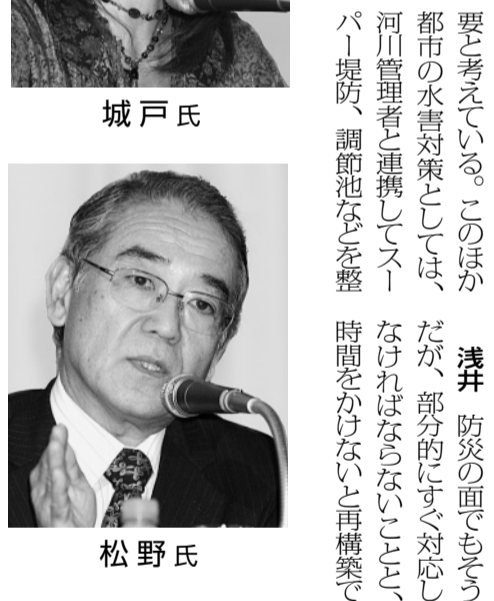 要と考えている。このほか
都市の水害対策としては、
河川管理者と連携してスー
パー堤防、調節池などを整
浅井　防災の面でもそう
だが、部分的にすぐ対応し
なければならないことと、
時間をかけないと再構築で
城戸氏
松野氏